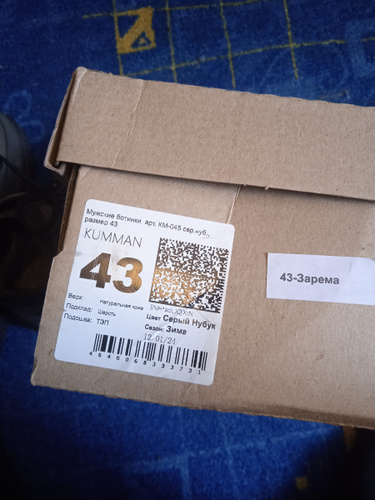 Мужские ботинки арт. КМ-045 сер.нуб.,
размер 43
KUMMAN
43
Верх: Натуральная кожа
Подклад: Шерсть
Подошва: ТЭП
Цвет Серый Нубук
Сезон: Зима
12.01/24
43-Зарема